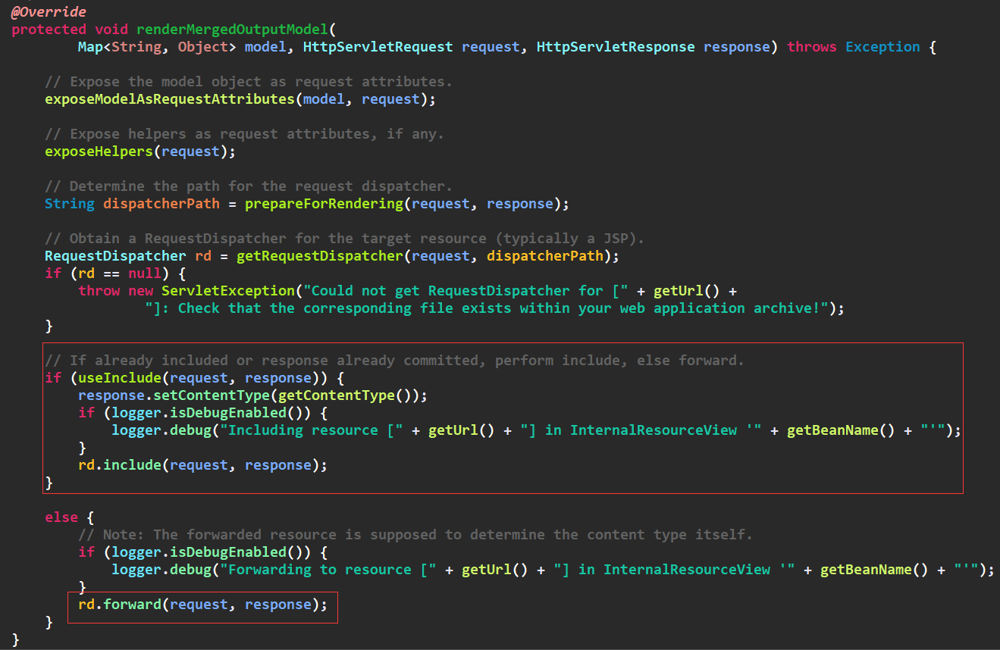 @Override
protected void renderMergedOutputModel(
        Map<String, Object> model, HttpServletRequest request, HttpServletResponse response) throws Exception {
    // Expose the model object as request attributes.
    exposeModelAsRequestAttributes(model, request);
    // Expose helpers as request attributes, if any.
    exposeHelpers(request);
    // Determine the path for the request dispatcher.
    String dispatcherPath = prepareForRendering(request, response);
    // Obtain a RequestDispatcher for the target resource (typically a JSP).
    RequestDispatcher rd = getRequestDispatcher(request, dispatcherPath);
    if (rd == null) {
        throw new ServletException("Could not get RequestDispatcher for [" + getUrl() +
                "]: Check that the corresponding file exists within your web application archive!");
    }
    // If already included or response already committed, perform include, else forward.
    if (useInclude(request, response)) {
        response.setContentType(getContentType());
        if (logger.isDebugEnabled()) {
            logger.debug("Including resource [" + getUrl() + "] in InternalResourceView '" + getBeanName() + "'");
        }
        rd.include(request, response);
    }
    else {
        // Note: The forwarded resource is supposed to determine the content type itself.
        if (logger.isDebugEnabled()) {
            logger.debug("Forwarding to resource [" + getUrl() + "] in InternalResourceView '" + getBeanName() + "'");
        }
        rd.forward(request, response);
    }
}